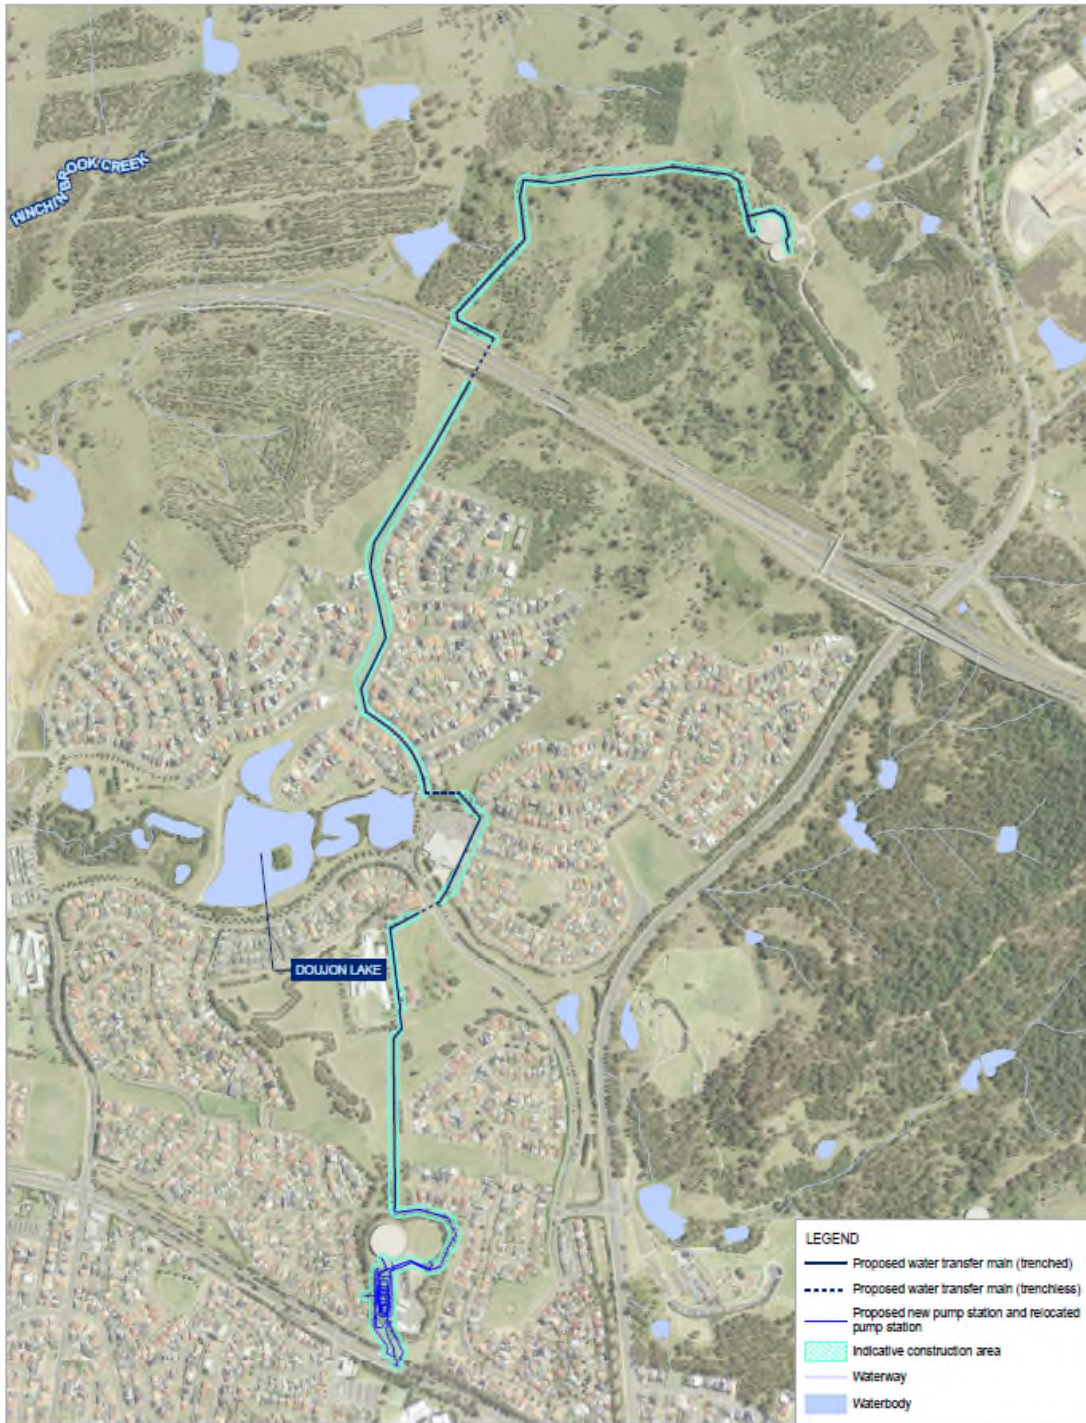 HINCHINBROOK CREEK
DOUJON LAKE
LEGEND
Proposed water transfer main (trenched)
Proposed water transfer main (trenchless)
Proposed new pump station and relocated
pump station
Indicative construction area
Waterway
Waterbody